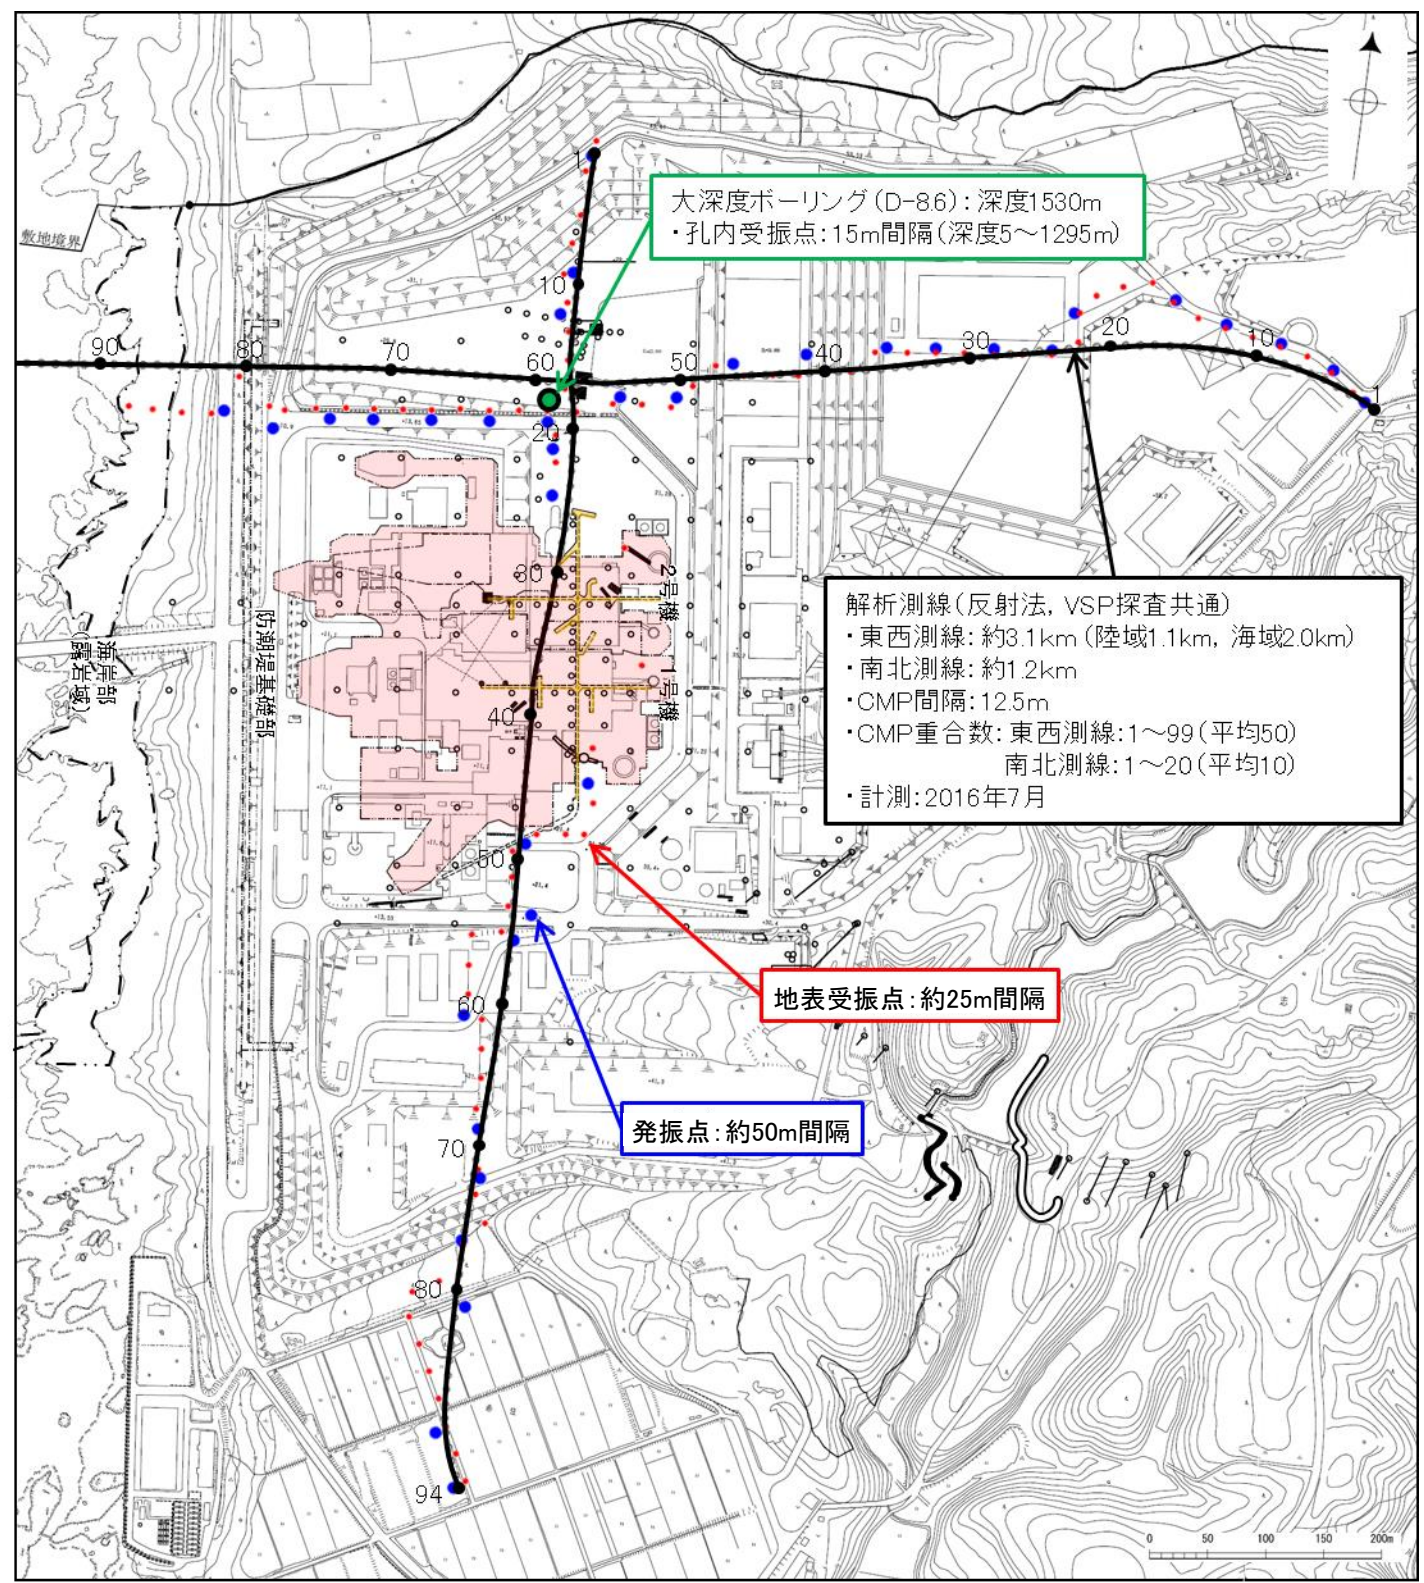 敷地境界
大深度ボーリング(D-8.6):深度1530m
・孔内受振点:15m間隔(深度5～1295m)
1
10
90
80
70
60
50
40
30
20
10
1
20
30
2号機
1号機
40
50
60
70
80
94
海岸部
(露岩域)
防潮堤基礎部
解析測線(反射法, VSP探査共通)
・東西測線:約3.1km(陸域1.1km, 海域2.0km)
・南北測線:約1.2km
・CMP間隔:12.5m
・CMP重合数:東西測線:1～99(平均50)
南北測線:1～20(平均10)
・計測:2016年7月
地表受振点:約25m間隔
発振点:約50m間隔
0 50 100 150 200m